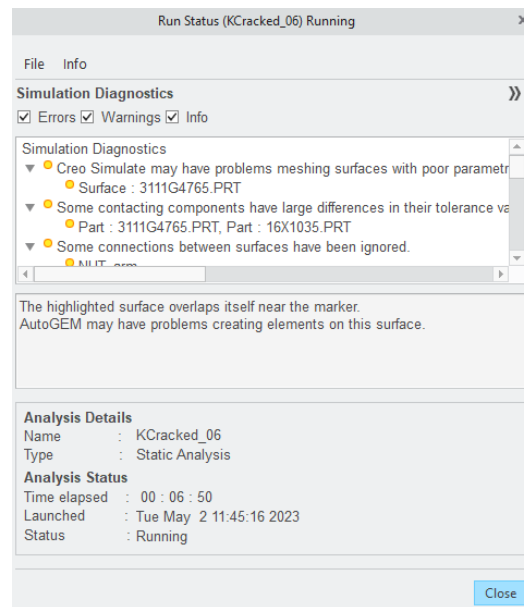 Run Status (KCracked_06) Running
File Info
Simulation Diagnostics
Errors Warnings Info
Simulation Diagnostics
Creo Simulate may have problems meshing surfaces with poor parametr
Surface : 3111G4765.PRT
Some contacting components have large differences in their tolerance va
Part : 3111G4765.PRT, Part : 16X1035.PRT
Some connections between surfaces have been ignored.
NUT_arm
The highlighted surface overlaps itself near the marker.
AutoGEM may have problems creating elements on this surface.
Analysis Details
Name : KCracked_06
Type : Static Analysis
Analysis Status
Time elapsed : 00 : 06 : 50
Launched : Tue May 2 11:45:16 2023
Status : Running
Close